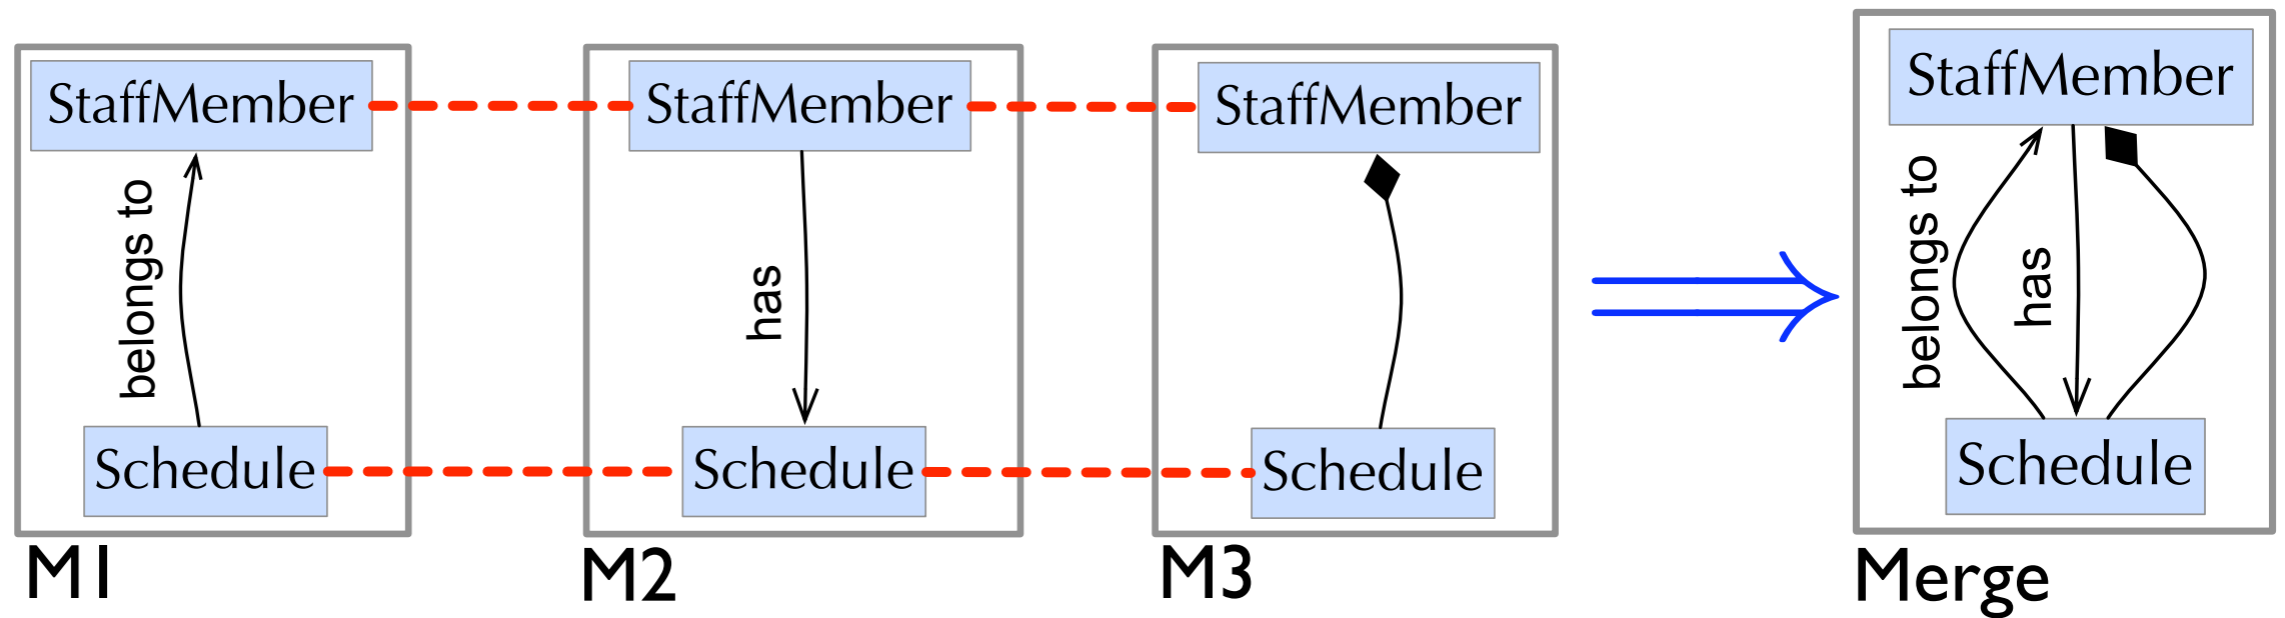 StaffMember
belongs to
Schedule
M1
StaffMember
has
Schedule
M2
StaffMember
Schedule
M3
StaffMember
belongs to
has
Schedule
Merge